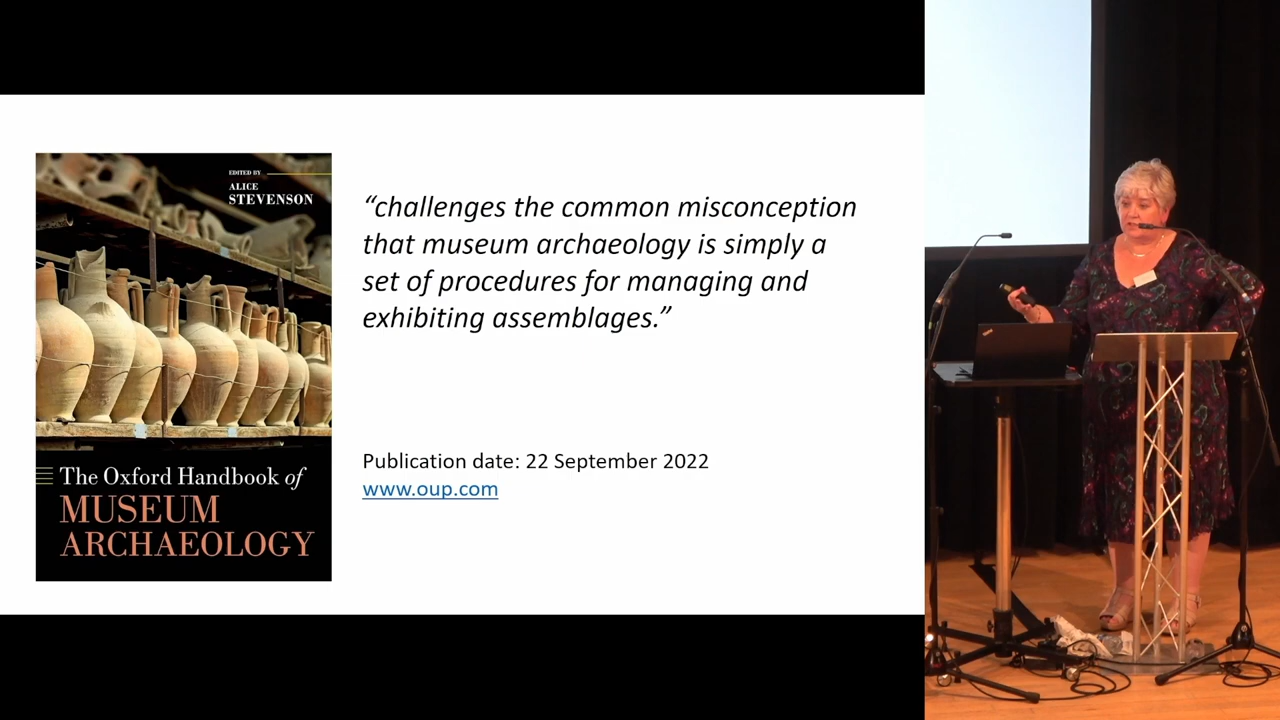 EDITED BY
ALICE
STEVENSON
The Oxford Handbook of
MUSEUM
ARCHAEOLOGY
“challenges the common misconception
that museum archaeology is simply a
set of procedures for managing and
exhibiting assemblages.”
Publication date: 22 September 2022
www.oup.com